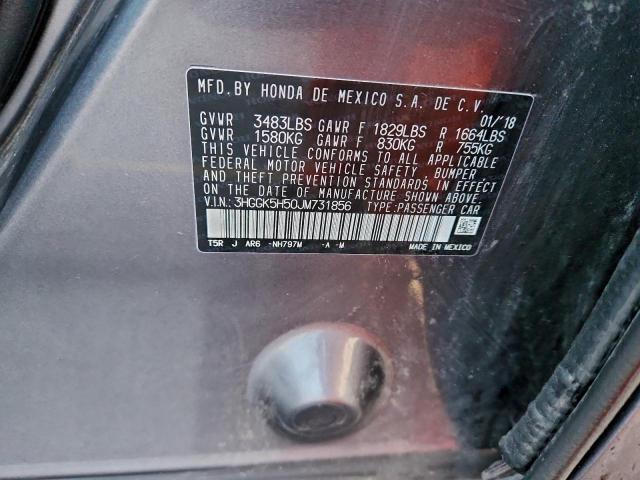 MFD. BY HONDA DE MEXICO S.A. DE C.V.
01/'18
GVWR 3483LBS GAWR F 1829LBS R 1664LBS
GVWR 1580KG GAWR F 830KG R 755KG
THIS VEHICLE CONFORMS TO ALL APPLICABLE
FEDERAL MOTOR VEHICLE SAFETY, BUMPER
AND THEFT PREVENTION STANDARDS IN EFFECT
ON THE DATE OF MANUFACTURE SHOWN ABOVE.
V.I.N.: 3HGGK5H50JM731856 TYPE: PASSENGER CAR
T5R J AR6 -NH797M -A -M MADE IN MEXICO